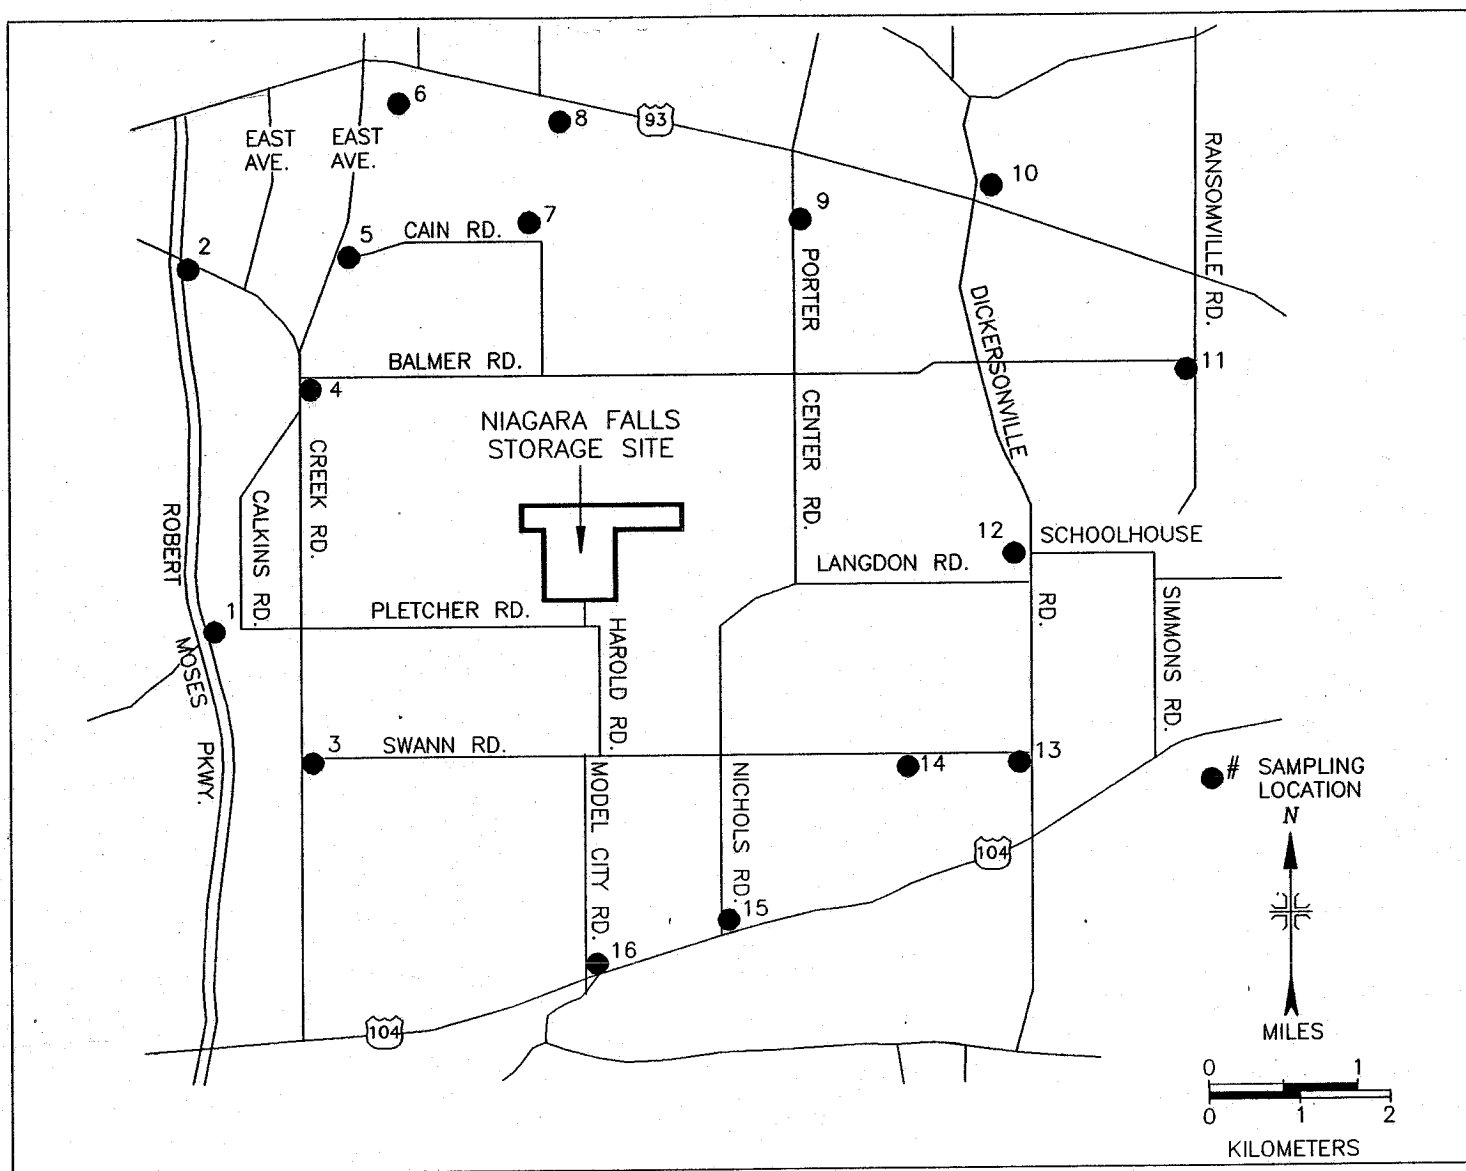 6
8
93
EAST
AVE.
EAST
AVE.
10
RANSOMVILLE RD.
9
7
5
CAIN RD.
2
PORTER
CENTER RD.
DICKERSONVILLE
RD.
BALMER RD.
11
4
NIAGARA FALLS
STORAGE SITE
CREEK RD.
CALKINS RD.
ROBERT
MOSES
PKWY.
12
SCHOOLHOUSE
LANGDON RD.
PLETCHER RD.
1
HAROLD RD.
SIMMONS RD.
3
SWANN RD.
13
14
MODEL CITY RD.
NICHOLS RD.
# SAMPLING
LOCATION
N
104
15
16
104
MILES
0 1
0 1 2
KILOMETERS